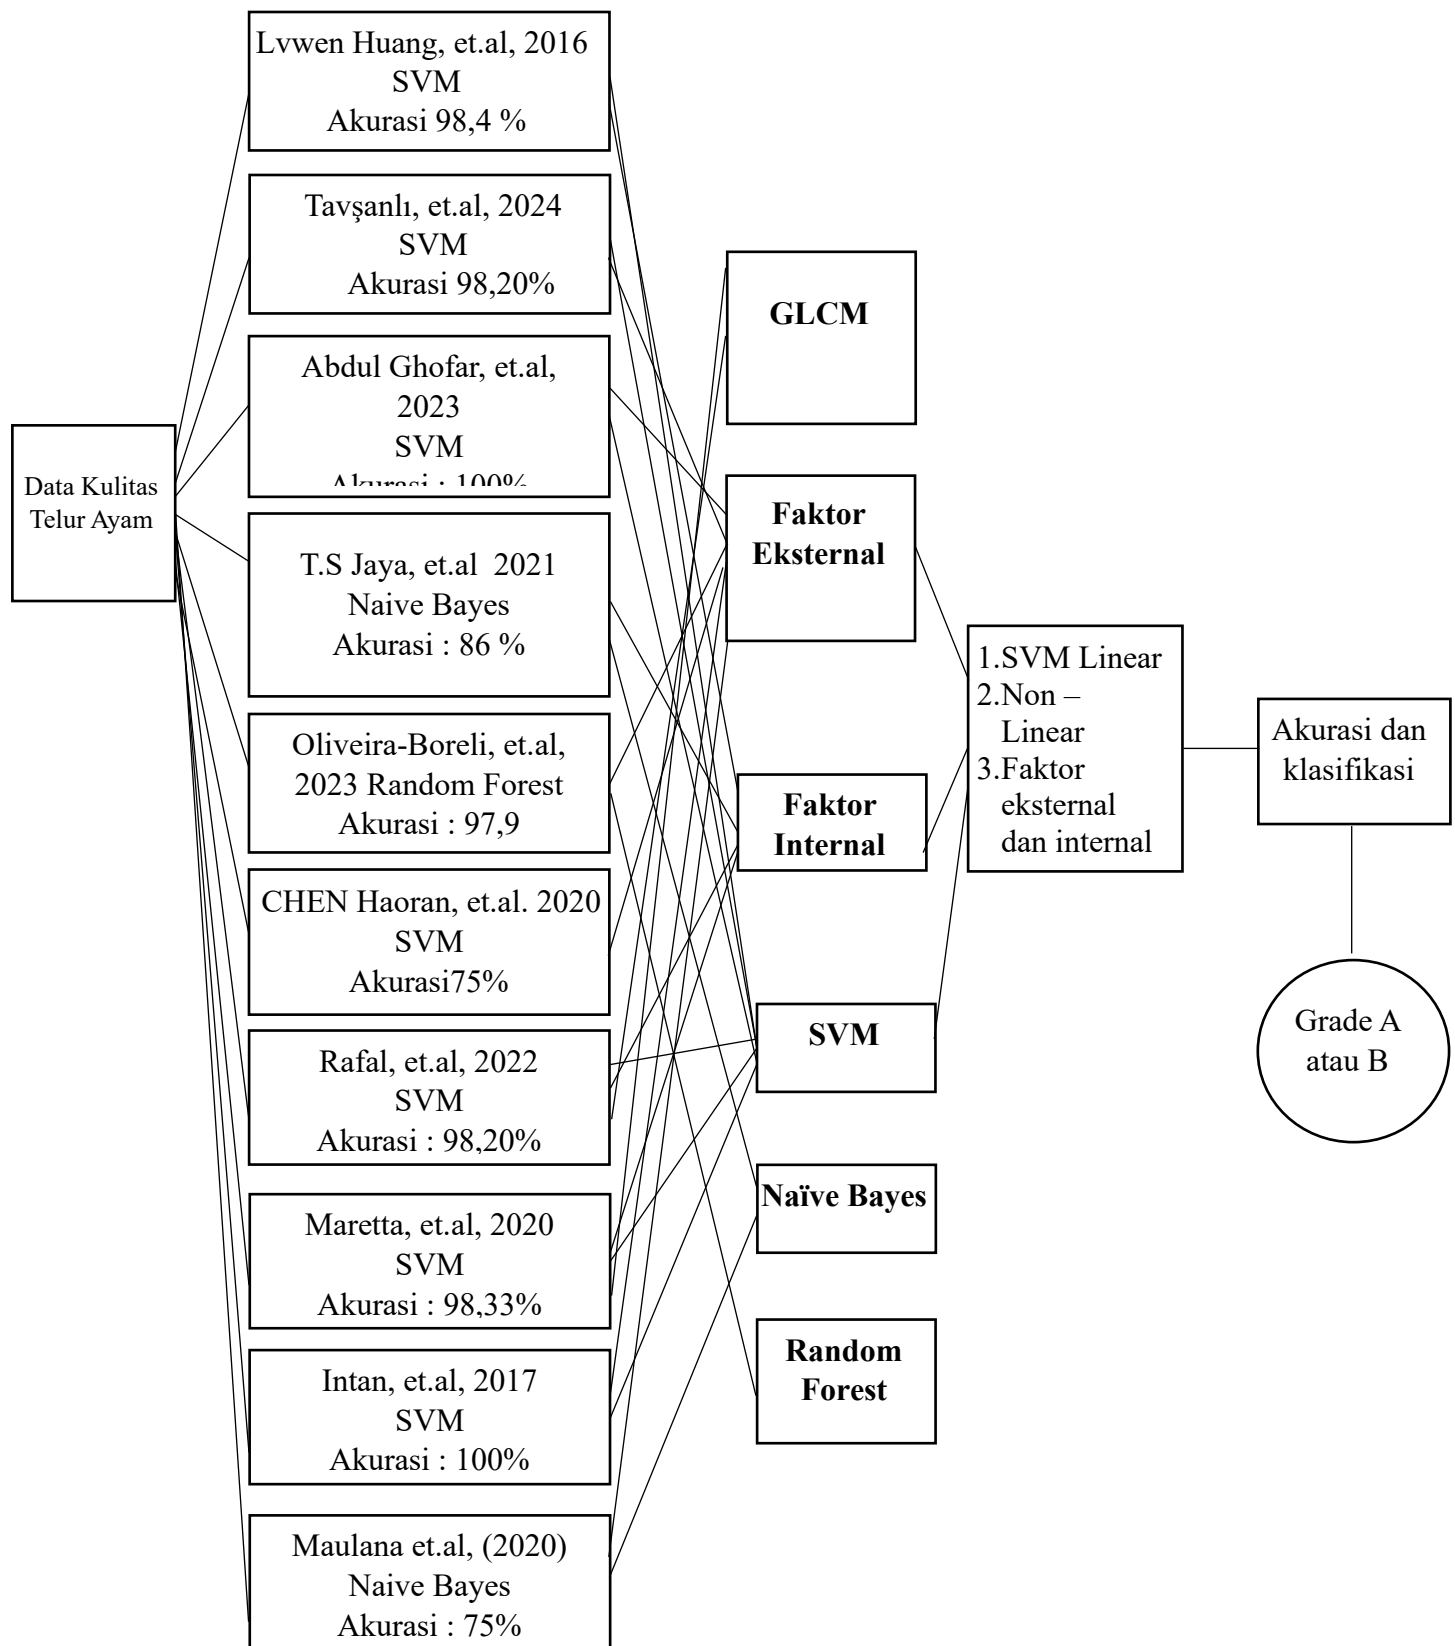 Data Kulitas
Telur Ayam
Lvwen Huang, et.al, 2016
SVM
Akurasi 98,4 %
Tavşanlı, et.al, 2024
SVM
Akurasi 98,20%
Abdul Ghofar, et.al,
2023
SVM
Akurasi : 100%
T.S Jaya, et.al 2021
Naive Bayes
Akurasi : 86 %
Oliveira-Boreli, et.al,
2023 Random Forest
Akurasi : 97,9
CHEN Haoran, et.al. 2020
SVM
Akurasi75%
Rafal, et.al, 2022
SVM
Akurasi : 98,20%
Maretta, et.al, 2020
SVM
Akurasi : 98,33%
Intan, et.al, 2017
SVM
Akurasi : 100%
Maulana et.al, (2020)
Naive Bayes
Akurasi : 75%
GLCM
Faktor
Eksternal
Faktor
Internal
SVM
Naïve Bayes
Random
Forest
1.SVM Linear
2.Non –
Linear
3.Faktor
eksternal
dan internal
Akurasi dan
klasifikasi
Grade A
atau B